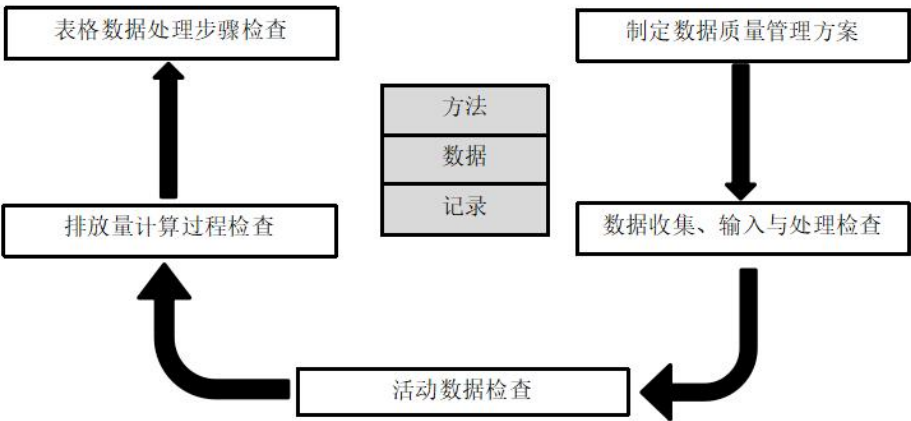 表格数据处理步骤检查
制定数据质量管理方案
方法
数据
记录
排放量计算过程检查
数据收集、输入与处理检查
活动数据检查